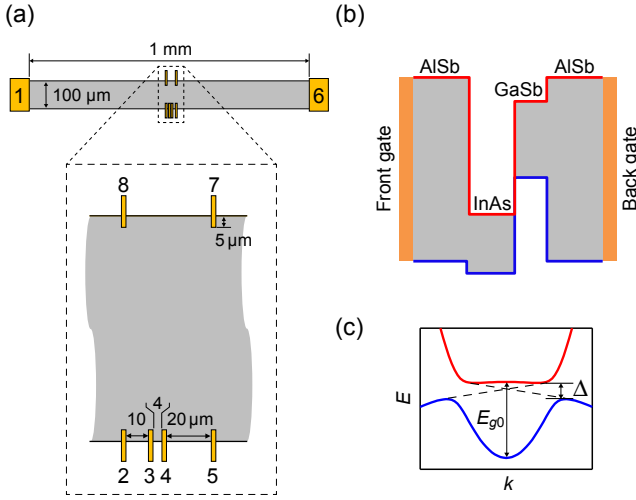 (a)
1 mm
1
100 µm
6
8
7
5 µm
4
10
20 µm
2
3
4
5
(b)
AlSb
AlSb
GaSb
InAs
Front gate
Back gate
(c)
E
Δ
Eg0
k